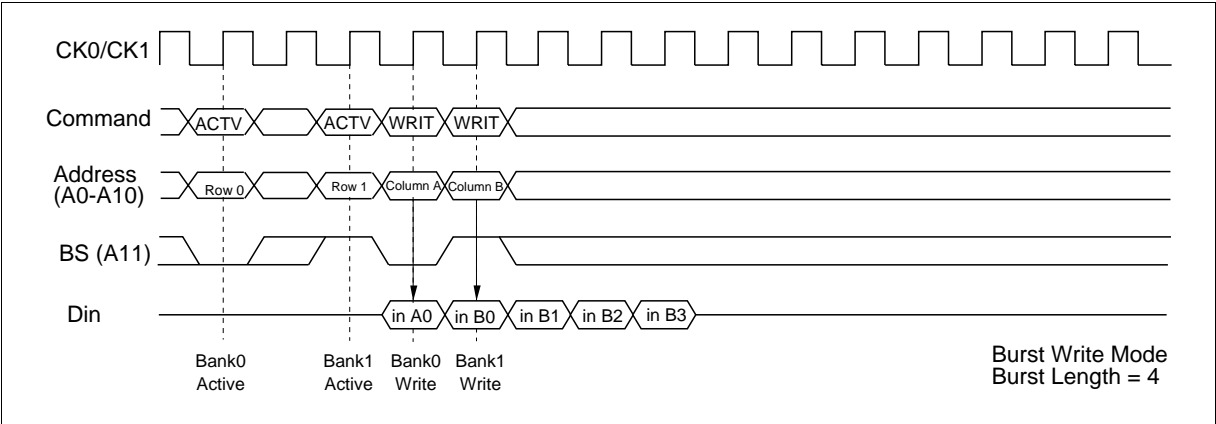 CK0/CK1
Command ACTV ACTV WRIT WRIT
Address
(A0-A10)
Row 0 Row 1 Column A Column B
BS (A11)
Din in A0 in B0 in B1 in B2 in B3
Bank0 Bank1 Bank0 Bank1
Active Active Write Write
Burst Write Mode
Burst Length = 4